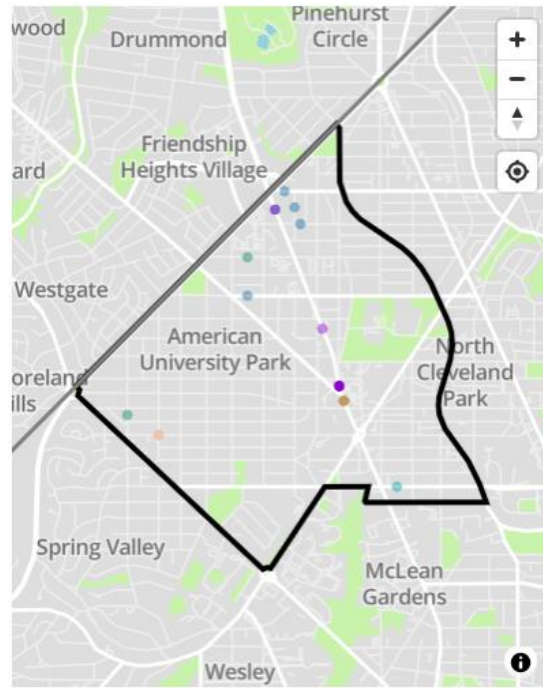 wood
Pinehurst
Circle
Drummond
Friendship
Heights Village
ard
Westgate
American
University Park
North
Cleveland
Park
oreland
ills
Spring Valley
McLean
Gardens
Wesley